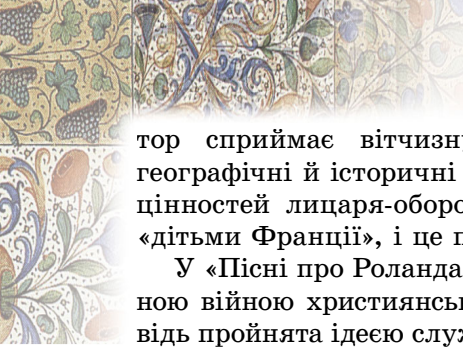 тор сприймає вітчизн
географічні й історичні
цінностей лицаря-оборо
«дітьми Франції», і це п
У «Пісні про Роланда
ною війною християнсь
відь пройнята ідеєю слу